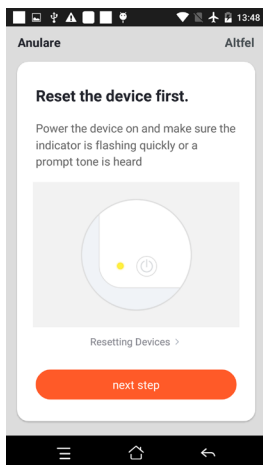 13:48
Anulare Altfel
Reset the device first.
Power the device on and make sure the
indicator is flashing quickly or a
prompt tone is heard
Resetting Devices >
next step